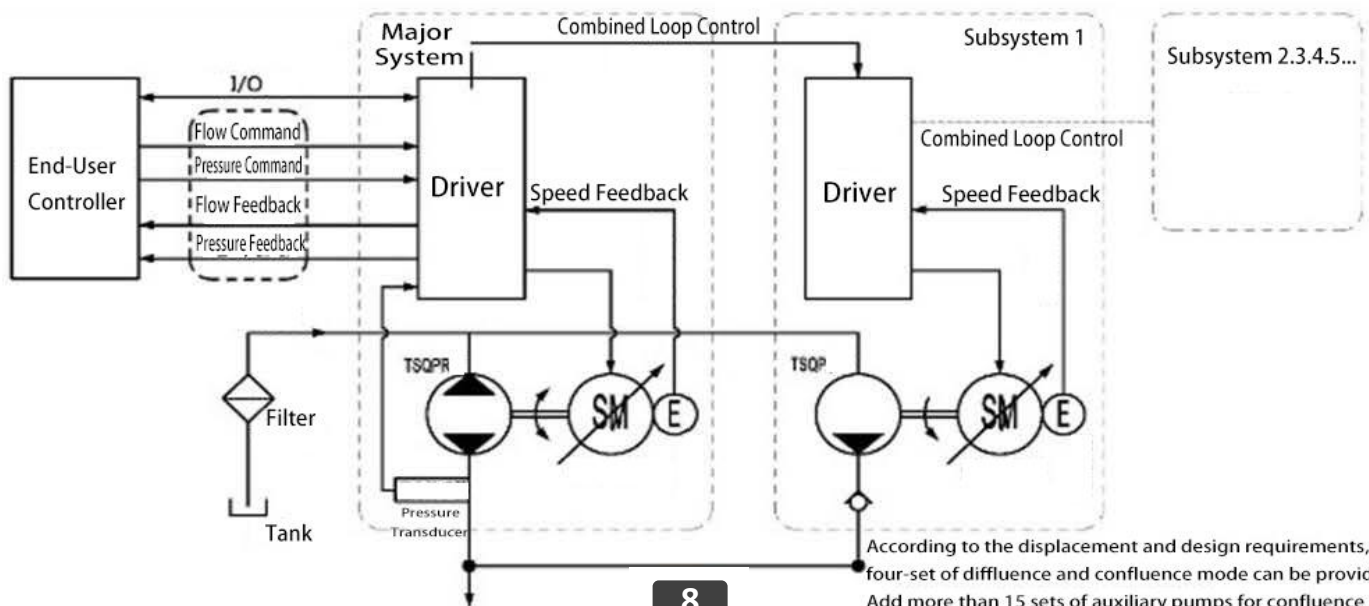 Major
System
Combined Loop Control
Subsystem 1
Subsystem 2.3.4.5...
I/O
Flow Command
Pressure Command
Flow Feedback
Pressure Feedback
End-User
Controller
Driver
Speed Feedback
Driver
Combined Loop Control
Speed Feedback
TSQPR
SM
E
TSQP
SM
E
Filter
Tank
Pressure
Transducer
According to the displacement and design requirements,
four-set of diffluence and confluence mode can be provid
Add more than 15 sets of auxiliary pumps for confluence
8